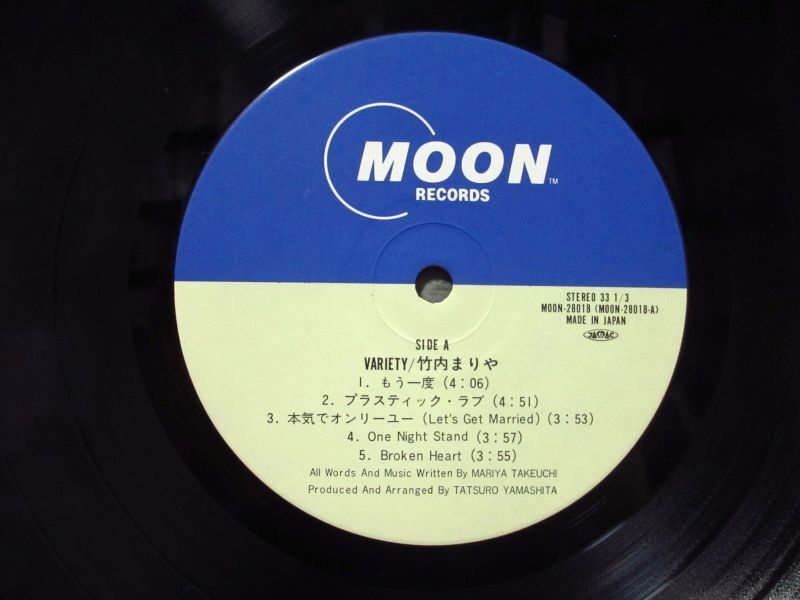 MOON™
RECORDS
STEREO 33 1/3
MOON-28018 (MOON-28018-A)
MADE IN JAPAN
JASRAC
SIDE A
VARIETY/竹内まりや
1. もう一度 (4:06)
2. プラスティック・ラブ (4:51)
3. 本気でオンリーユー (Let's Get Married) (3:53)
4. One Night Stand (3:57)
5. Broken Heart (3:55)
All Words And Music Written By MARIYA TAKEUCHI
Produced And Arranged By TATSURO YAMASHITA